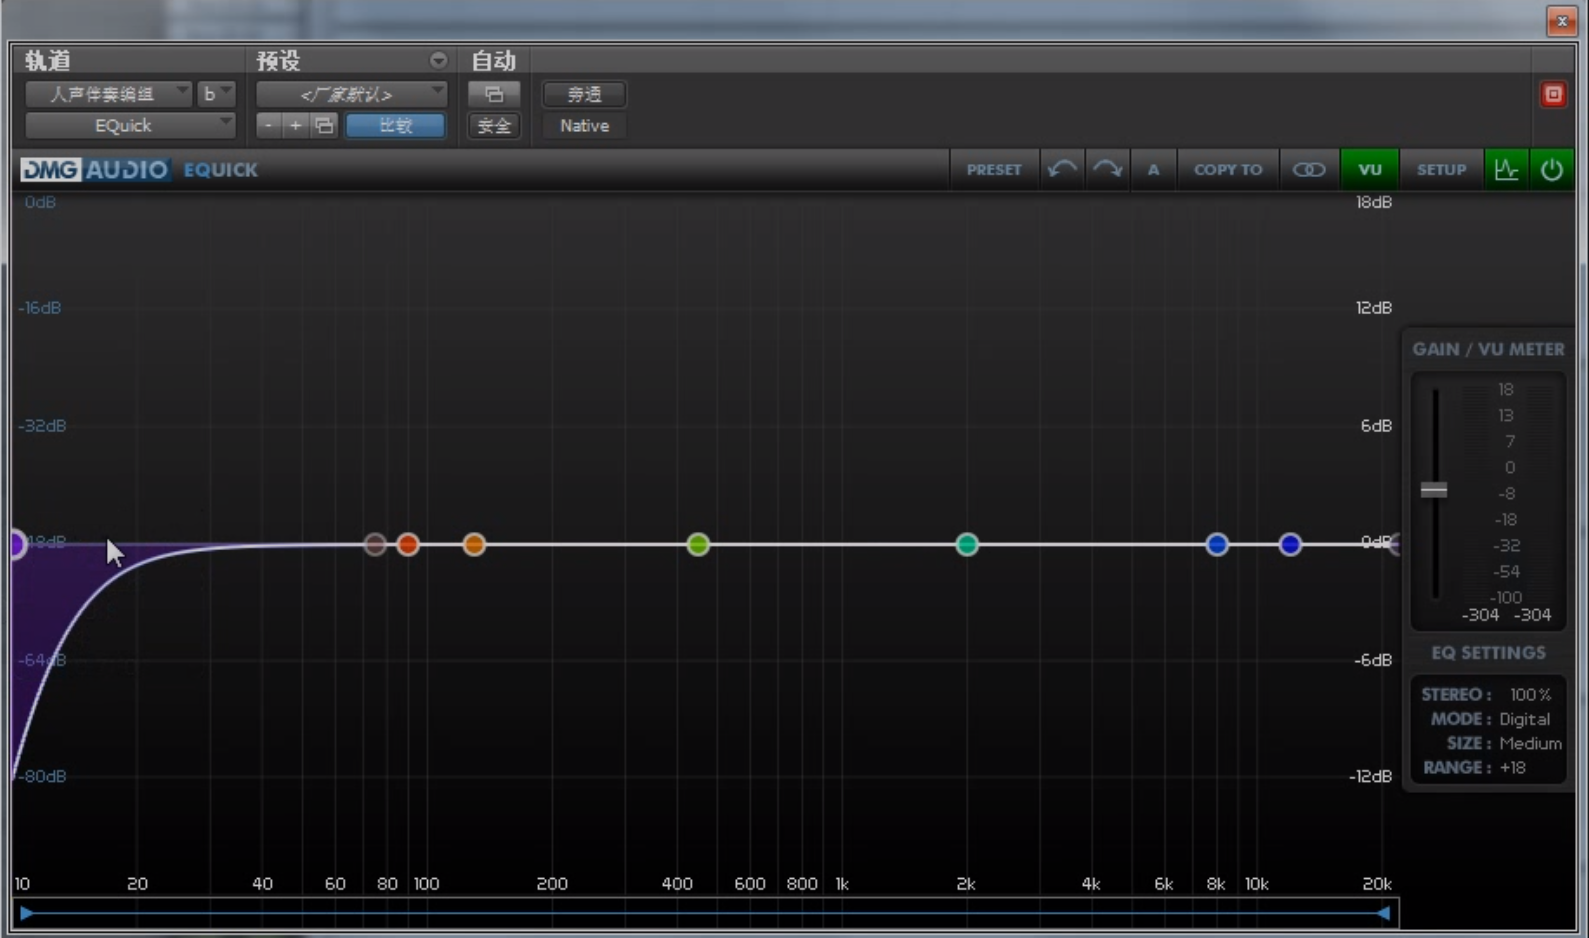 轨道 预设 自动
人声伴奏编组 b <厂家默认> 旁通
EQuick - + 比较 安全 Native
DMG AUDIO EQUICK PRESET A COPY TO VU SETUP
0dB 18dB
-16dB 12dB
-32dB 6dB
-48dB 0dB
-64dB -6dB
-80dB -12dB
GAIN / VU METER
18
13
7
0
-8
-18
-32
-54
-100
-304 -304
EQ SETTINGS
STEREO : 100%
MODE : Digital
SIZE : Medium
RANGE : +18
10 20 40 60 80 100 200 400 600 800 1k 2k 4k 6k 8k 10k 20k